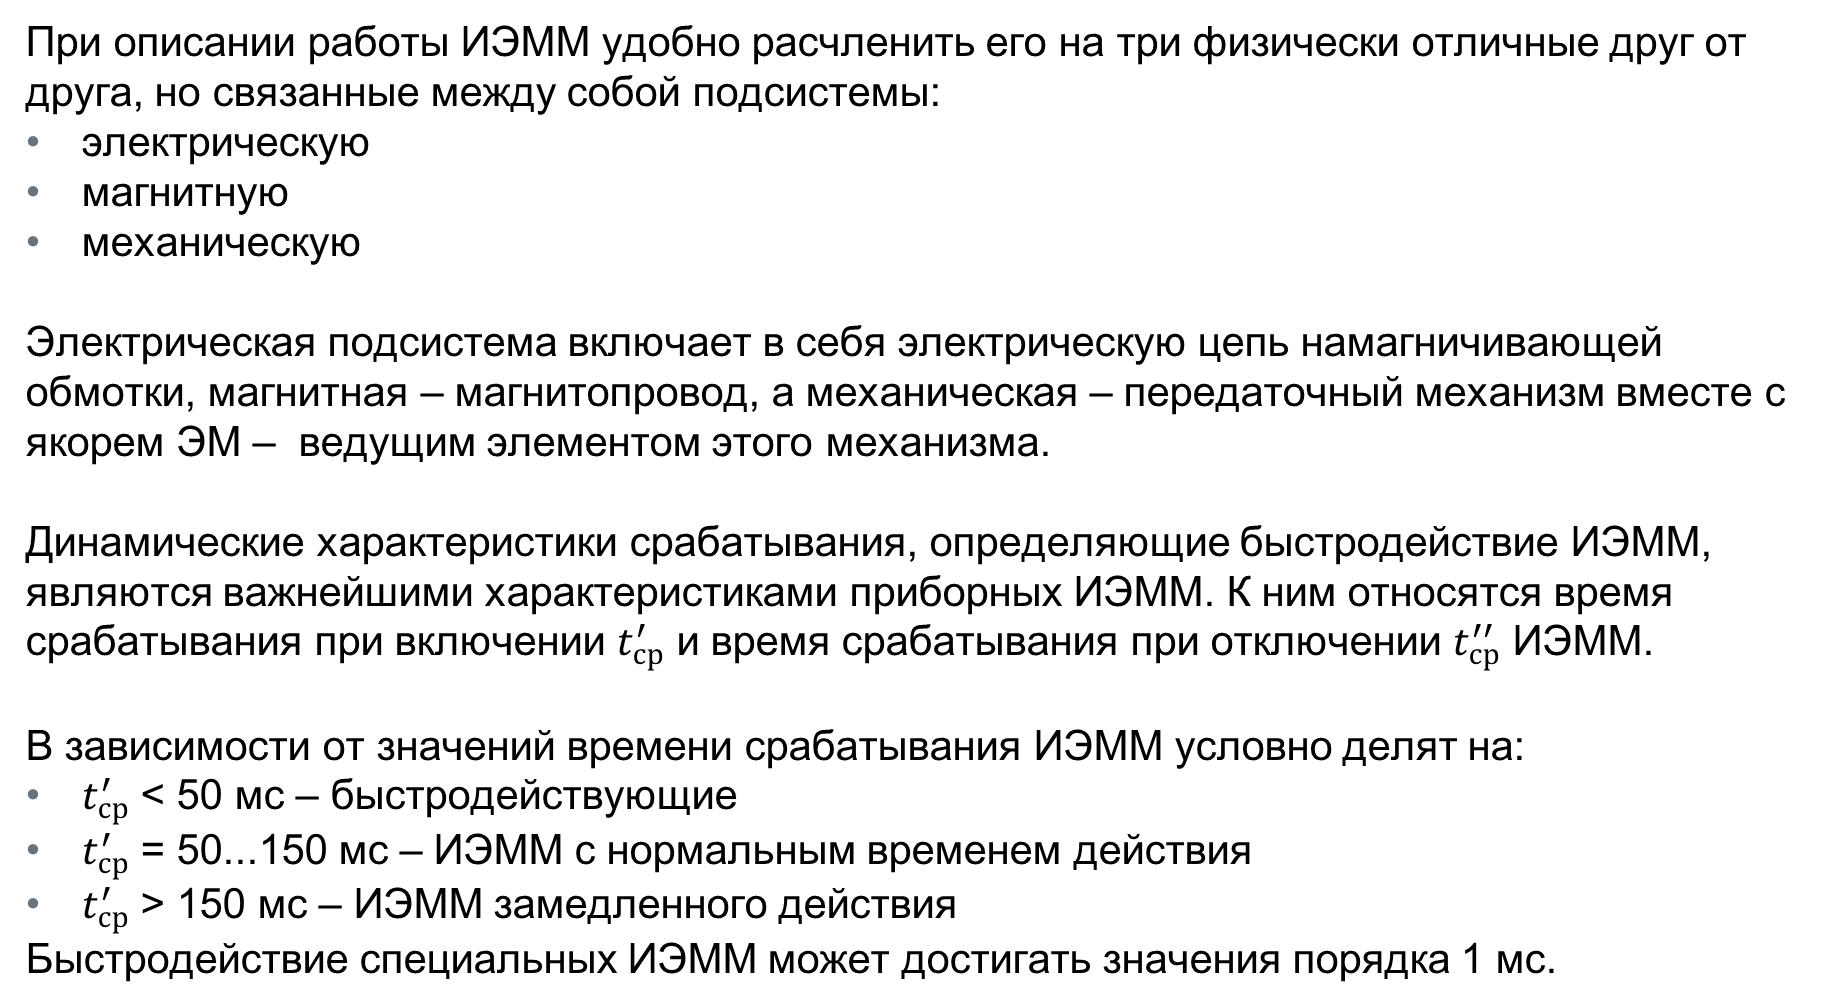 При описании работы ИЭММ удобно расчленить его на три физически отличные друг от
друга, но связанные между собой подсистемы:
• электрическую
• магнитную
• механическую
Электрическая подсистема включает в себя электрическую цепь намагничивающей
обмотки, магнитная – магнитопровод, а механическая – передаточный механизм вместе с
якорем ЭМ – ведущим элементом этого механизма.
Динамические характеристики срабатывания, определяющие быстродействие ИЭММ,
являются важнейшими характеристиками приборных ИЭММ. К ним относятся время
срабатывания при включении t′ср и время срабатывания при отключении t′′ср ИЭММ.
В зависимости от значений времени срабатывания ИЭММ условно делят на:
• t′ср < 50 мс – быстродействующие
• t′ср = 50...150 мс – ИЭММ с нормальным временем действия
• t′ср > 150 мс – ИЭММ замедленного действия
Быстродействие специальных ИЭММ может достигать значения порядка 1 мс.